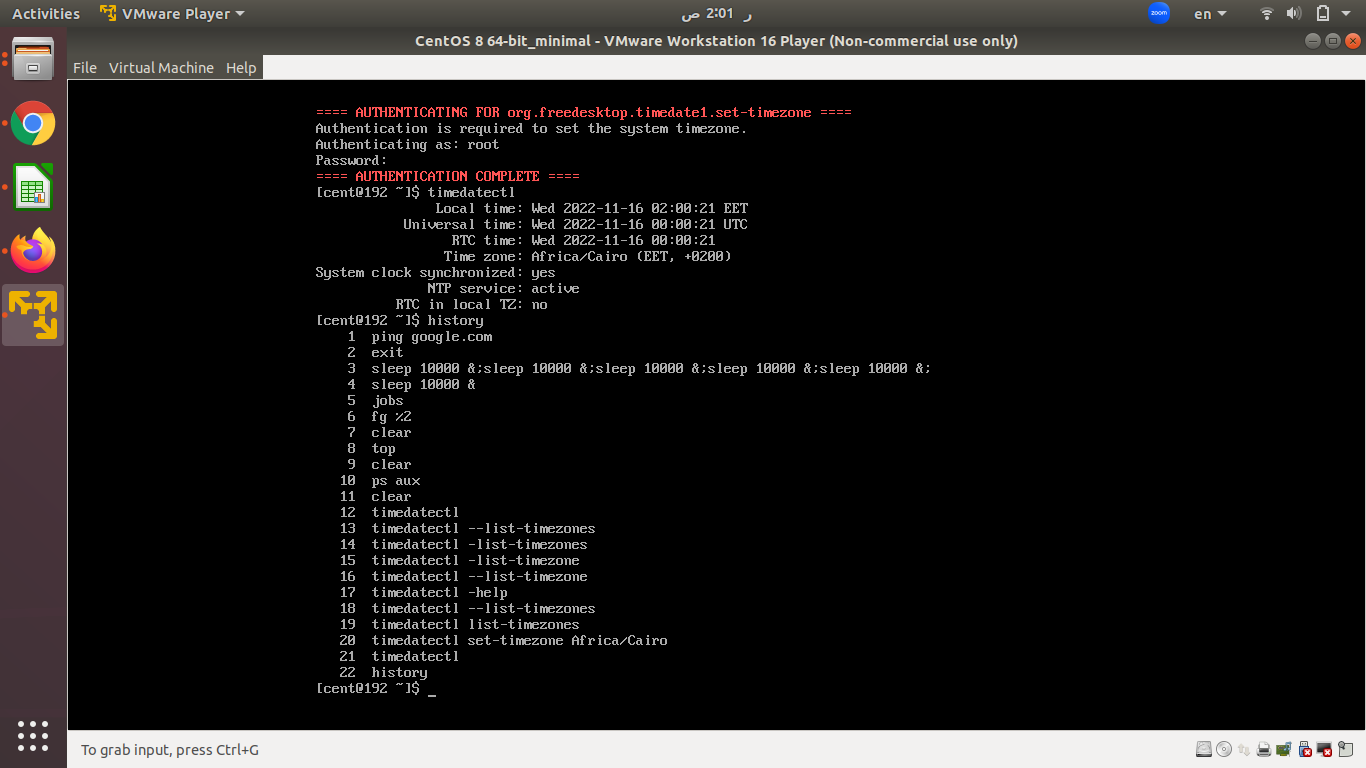 Activities VMware Player ر 2:01 ص zoom en
CentOS 8 64-bit_minimal - VMware Workstation 16 Player (Non-commercial use only)
File Virtual Machine Help
==== AUTHENTICATING FOR org.freedesktop.timedate1.set-timezone ====
Authentication is required to set the system timezone.
Authenticating as: root
Password:
==== AUTHENTICATION COMPLETE ====
[cent@192 ~]$ timedatectl
Local time: Wed 2022-11-16 02:00:21 EET
Universal time: Wed 2022-11-16 00:00:21 UTC
RTC time: Wed 2022-11-16 00:00:21
Time zone: Africa/Cairo (EET, +0200)
System clock synchronized: yes
NTP service: active
RTC in local TZ: no
[cent@192 ~]$ history
1 ping google.com
2 exit
3 sleep 10000 &;sleep 10000 &;sleep 10000 &;sleep 10000 &;sleep 10000 &;
4 sleep 10000 &
5 jobs
6 fg %2
7 clear
8 top
9 clear
10 ps aux
11 clear
12 timedatectl
13 timedatectl --list-timezones
14 timedatectl -list-timezones
15 timedatectl -list-timezone
16 timedatectl --list-timezone
17 timedatectl -help
18 timedatectl --list-timezones
19 timedatectl list-timezones
20 timedatectl set-timezone Africa/Cairo
21 timedatectl
22 history
[cent@192 ~]$ _
To grab input, press Ctrl+G